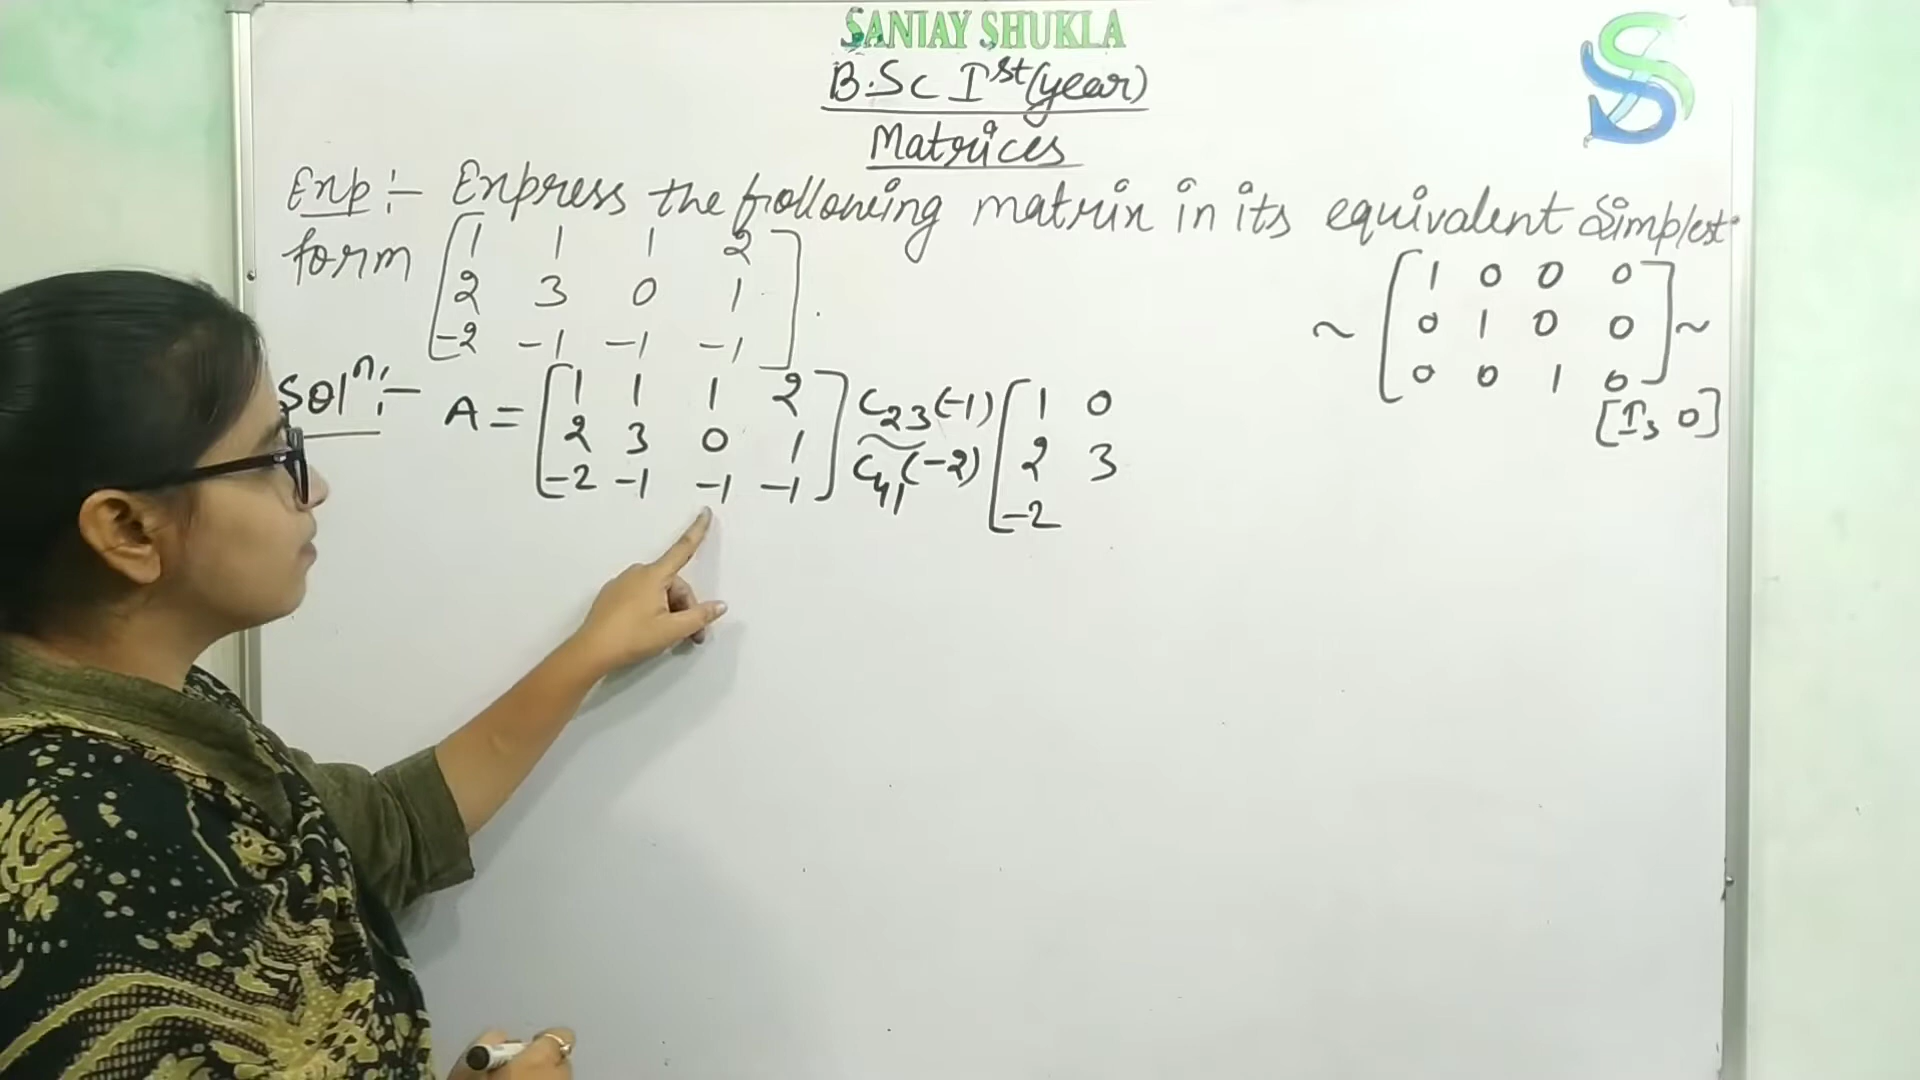 SANJAY SHUKLA
B.Sc Ist (year)
Matrices
Exp:- Express the following matrix in its equivalent simplest
form [1 1 1 2
2 3 0 1
-2 -1 -1 -1].
~ [1 0 0 0
0 1 0 0
0 0 1 0] ~
[I3 0]
Solⁿ:- A = [1 1 1 2
2 3 0 1
-2 -1 -1 -1]
C23(-1)
~
C41(-2)
[1 0
2 3
-2